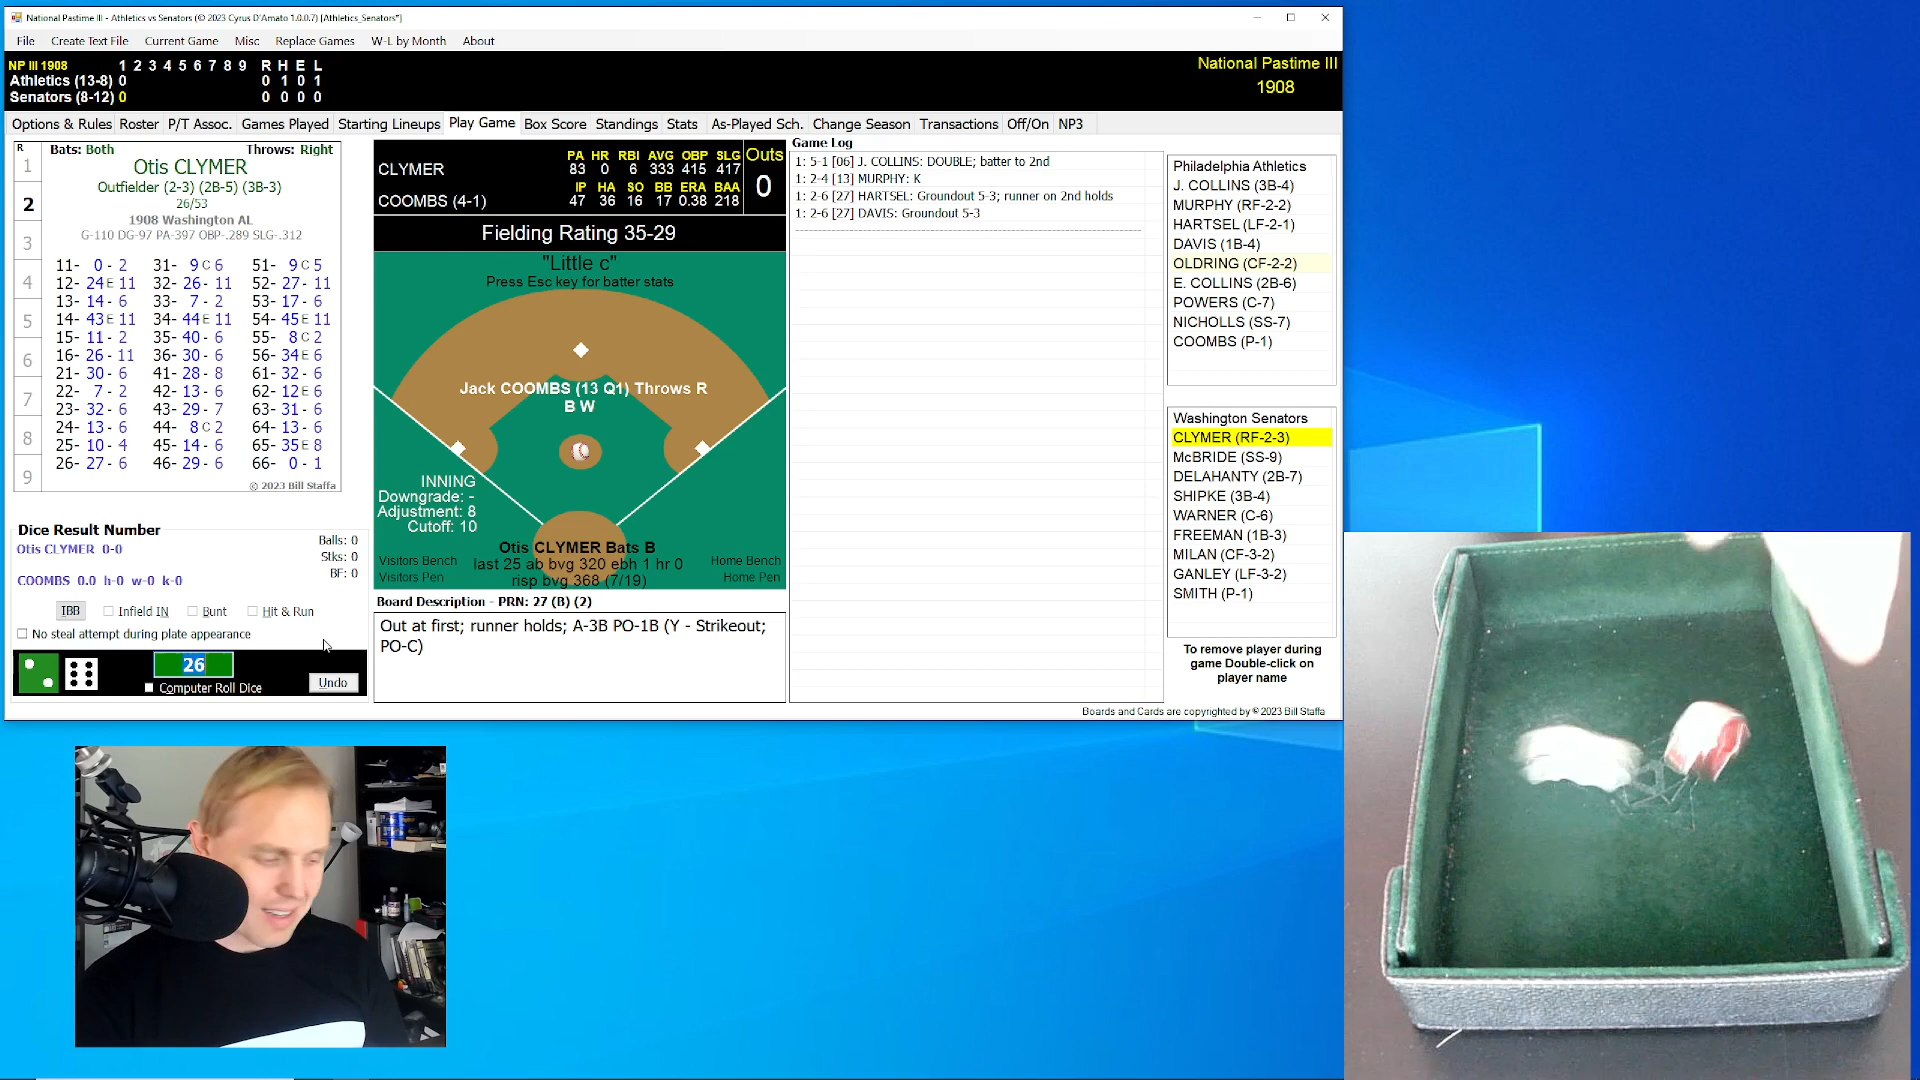 National Pastime III - Athletics vs Senators (© 2023 Cyrus D'Amato 1.0.0.7) [Athletics_Senators*]
File Create Text File Current Game Misc Replace Games W-L by Month About
NP III 1908 1 2 3 4 5 6 7 8 9 R H E L
Athletics (13-8) 0 0 1 0 1
Senators (8-12) 0 0 0 0 0
National Pastime III
1908
Options & Rules Roster P/T Assoc. Games Played Starting Lineups Play Game Box Score Standings Stats As-Played Sch. Change Season Transactions Off/On NP3
R
1
2
3
4
5
6
7
8
9
Bats: Both Throws: Right
Otis CLYMER
Outfielder (2-3) (2B-5) (3B-3)
26/53
1908 Washington AL
G-110 DG-97 PA-397 OBP-.289 SLG-.312
11- 0 - 2 31- 9 C 6 51- 9 C 5
12- 24 E 11 32- 26 - 11 52- 27 - 11
13- 14 - 6 33- 7 - 2 53- 17 - 6
14- 43 E 11 34- 44 E 11 54- 45 E 11
15- 11 - 2 35- 40 - 6 55- 8 C 2
16- 26 - 11 36- 30 - 6 56- 34 E 6
21- 30 - 6 41- 28 - 8 61- 32 - 6
22- 7 - 2 42- 13 - 6 62- 12 E 6
23- 32 - 6 43- 29 - 7 63- 31 - 6
24- 13 - 6 44- 8 C 2 64- 13 - 6
25- 10 - 4 45- 14 - 6 65- 35 E 8
26- 27 - 6 46- 29 - 6 66- 0 - 1
© 2023 Bill Staffa
Dice Result Number
Otis CLYMER 0-0
COOMBS 0.0 h-0 w-0 k-0
Balls: 0
Stks: 0
BF: 0
IBB Infield IN Bunt Hit & Run
No steal attempt during plate appearance
26
Computer Roll Dice
Undo
PA HR RBI AVG OBP SLG
CLYMER 83 0 6 333 415 417
IP HA SO BB ERA BAA
COOMBS (4-1) 47 36 16 17 0.38 218
Outs
0
Fielding Rating 35-29
"Little c"
Press Esc key for batter stats
Jack COOMBS (13 Q1) Throws R
B W
INNING
Downgrade: -
Adjustment: 8
Cutoff: 10
Otis CLYMER Bats B
last 25 ab bvg 320 ebh 1 hr 0
risp bvg 368 (7/19)
Visitors Bench
Visitors Pen
Home Bench
Home Pen
Board Description - PRN: 27 (B) (2)
Out at first; runner holds; A-3B PO-1B (Y - Strikeout;
PO-C)
Game Log
1: 5-1 [06] J. COLLINS: DOUBLE; batter to 2nd
1: 2-4 [13] MURPHY: K
1: 2-6 [27] HARTSEL: Groundout 5-3; runner on 2nd holds
1: 2-6 [27] DAVIS: Groundout 5-3
Philadelphia Athletics
J. COLLINS (3B-4)
MURPHY (RF-2-2)
HARTSEL (LF-2-1)
DAVIS (1B-4)
OLDRING (CF-2-2)
E. COLLINS (2B-6)
POWERS (C-7)
NICHOLLS (SS-7)
COOMBS (P-1)
Washington Senators
CLYMER (RF-2-3)
McBRIDE (SS-9)
DELAHANTY (2B-7)
SHIPKE (3B-4)
WARNER (C-6)
FREEMAN (1B-3)
MILAN (CF-3-2)
GANLEY (LF-3-2)
SMITH (P-1)
To remove player during
game Double-click on
player name
Boards and Cards are copyrighted by © 2023 Bill Staffa